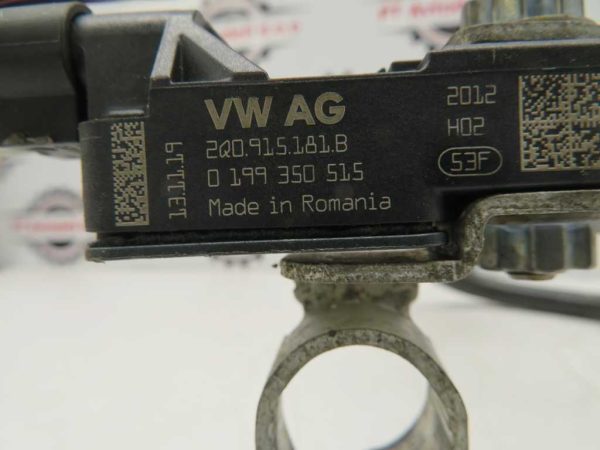 VW AG
2Q0.915.181.B
0 199 350 515
Made in Romania
13.11.19
2012
H02
53F